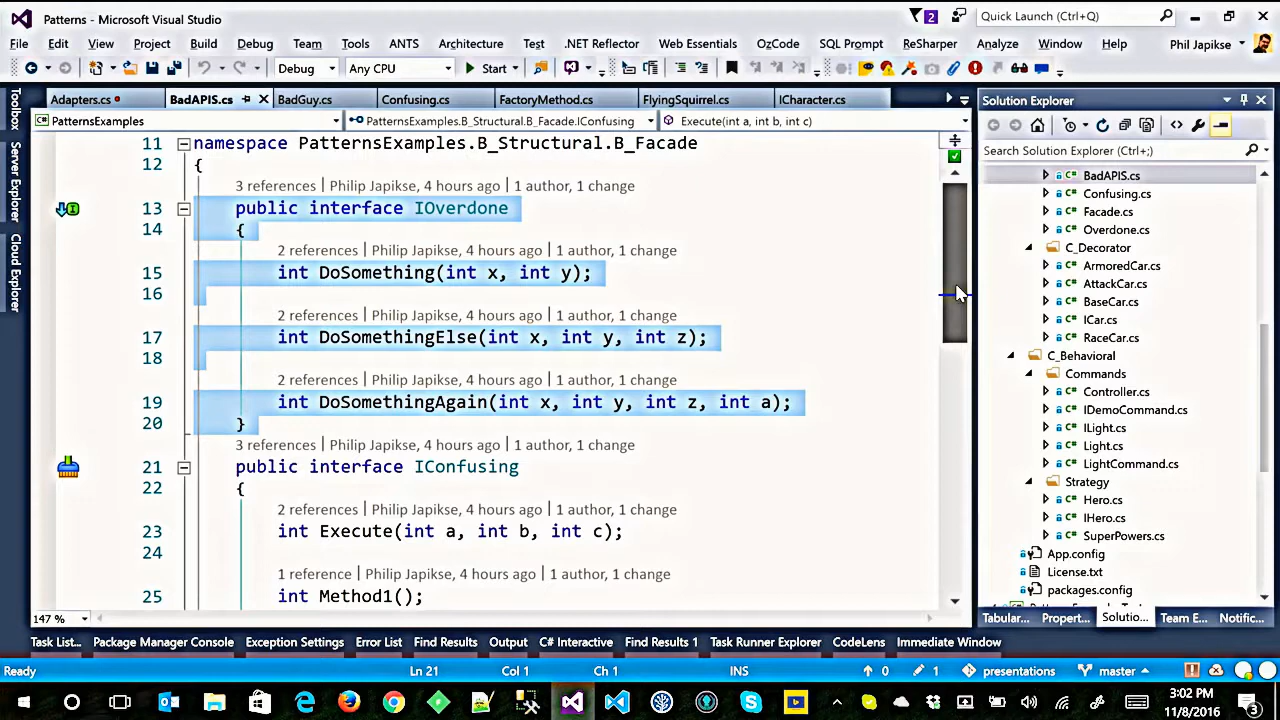 Patterns - Microsoft Visual Studio
2
Quick Launch (Ctrl+Q)
File Edit View Project Build Debug Team Tools ANTS Architecture Test .NET Reflector Web Essentials OzCode SQL Prompt ReSharper Analyze Window Help Phil Japikse
Debug Any CPU Start
Adapters.cs BadAPIS.cs BadGuy.cs Confusing.cs FactoryMethod.cs FlyingSquirrel.cs ICharacter.cs
PatternsExamples PatternsExamples.B_Structural.B_Facade.IConfusing Execute(int a, int b, int c)
Toolbox
Server Explorer
Cloud Explorer
11 namespace PatternsExamples.B_Structural.B_Facade
12 {
3 references | Philip Japikse, 4 hours ago | 1 author, 1 change
13 public interface IOverdone
14 {
2 references | Philip Japikse, 4 hours ago | 1 author, 1 change
15 int DoSomething(int x, int y);
16
2 references | Philip Japikse, 4 hours ago | 1 author, 1 change
17 int DoSomethingElse(int x, int y, int z);
18
2 references | Philip Japikse, 4 hours ago | 1 author, 1 change
19 int DoSomethingAgain(int x, int y, int z, int a);
20 }
3 references | Philip Japikse, 4 hours ago | 1 author, 1 change
21 public interface IConfusing
22 {
2 references | Philip Japikse, 4 hours ago | 1 author, 1 change
23 int Execute(int a, int b, int c);
24
1 reference | Philip Japikse, 4 hours ago | 1 author, 1 change
25 int Method1();
147 %
Solution Explorer
Search Solution Explorer (Ctrl+;)
C# BadAPIS.cs
C# Confusing.cs
C# Facade.cs
C# Overdone.cs
C_Decorator
C# ArmoredCar.cs
C# AttackCar.cs
C# BaseCar.cs
C# ICar.cs
C# RaceCar.cs
C_Behavioral
Commands
C# Controller.cs
C# IDemoCommand.cs
C# ILight.cs
C# Light.cs
C# LightCommand.cs
Strategy
C# Hero.cs
C# IHero.cs
C# SuperPowers.cs
App.config
License.txt
packages.config
Tabular... Propert... Solutio... Team E... Notific...
Task List... Package Manager Console Exception Settings Error List Find Results Output C# Interactive Find Results 1 Task Runner Explorer CodeLens Immediate Window
Ready Ln 21 Col 1 Ch 1 INS 0 1 presentations master
3:02 PM
11/8/2016
3